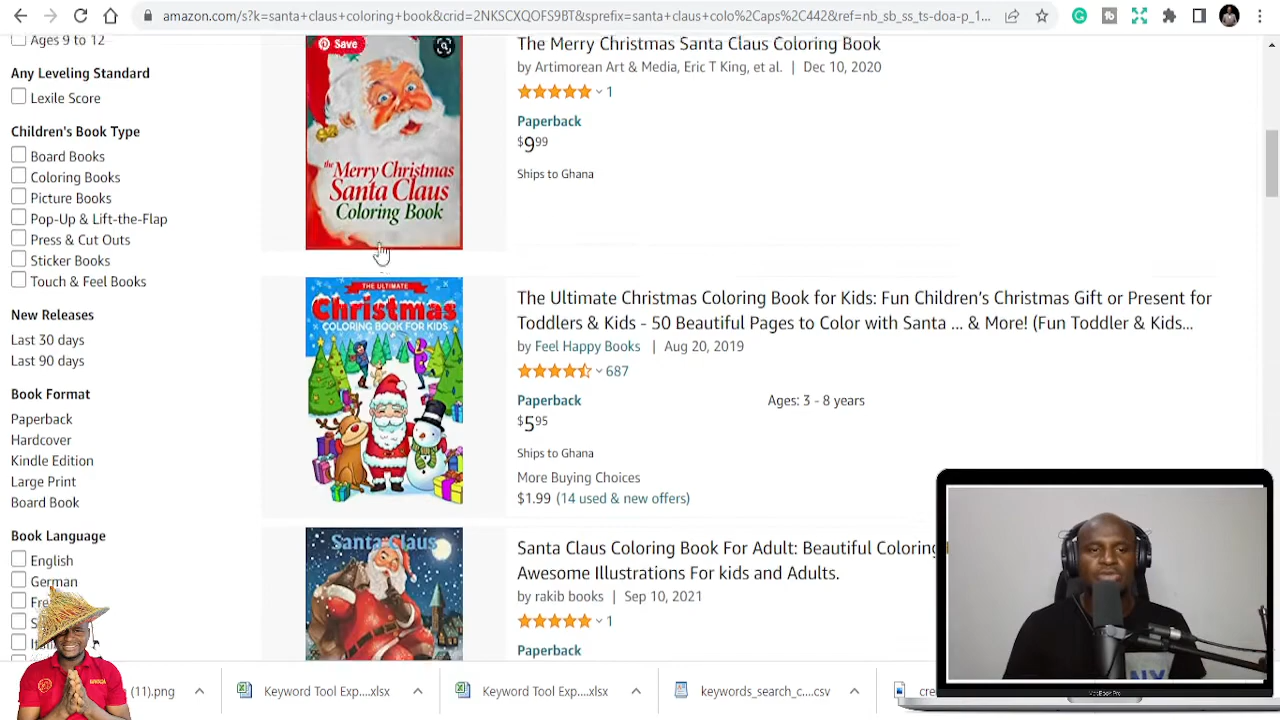 amazon.com/s?k=santa+claus+coloring+book&crid=2NKSCXQOFS9BT&sprefix=santa+claus+colo%2Caps%2C442&ref=nb_sb_ss_ts-doa-p_1...
Ages 9 to 12
Any Leveling Standard
Lexile Score
Children's Book Type
Board Books
Coloring Books
Picture Books
Pop-Up & Lift-the-Flap
Press & Cut Outs
Sticker Books
Touch & Feel Books
New Releases
Last 30 days
Last 90 days
Book Format
Paperback
Hardcover
Kindle Edition
Large Print
Board Book
Book Language
English
German
Save
the Merry Christmas
Santa Claus
Coloring Book
The Merry Christmas Santa Claus Coloring Book
by Artimorean Art & Media, Eric T King, et al. | Dec 10, 2020
1
Paperback
$9.99
Ships to Ghana
THE ULTIMATE
Christmas
COLORING BOOK FOR KIDS
The Ultimate Christmas Coloring Book for Kids: Fun Children's Christmas Gift or Present for
Toddlers & Kids - 50 Beautiful Pages to Color with Santa ... & More! (Fun Toddler & Kids...
by Feel Happy Books | Aug 20, 2019
687
Paperback
Ages: 3 - 8 years
$5.95
Ships to Ghana
More Buying Choices
$1.99 (14 used & new offers)
Santa Claus
Santa Claus Coloring Book For Adult: Beautiful Coloring
Awesome Illustrations For kids and Adults.
by rakib books | Sep 10, 2021
1
Paperback
MacBook Pro
(11).png
Keyword Tool Exp....xlsx
Keyword Tool Exp....xlsx
keywords_search_c....csv